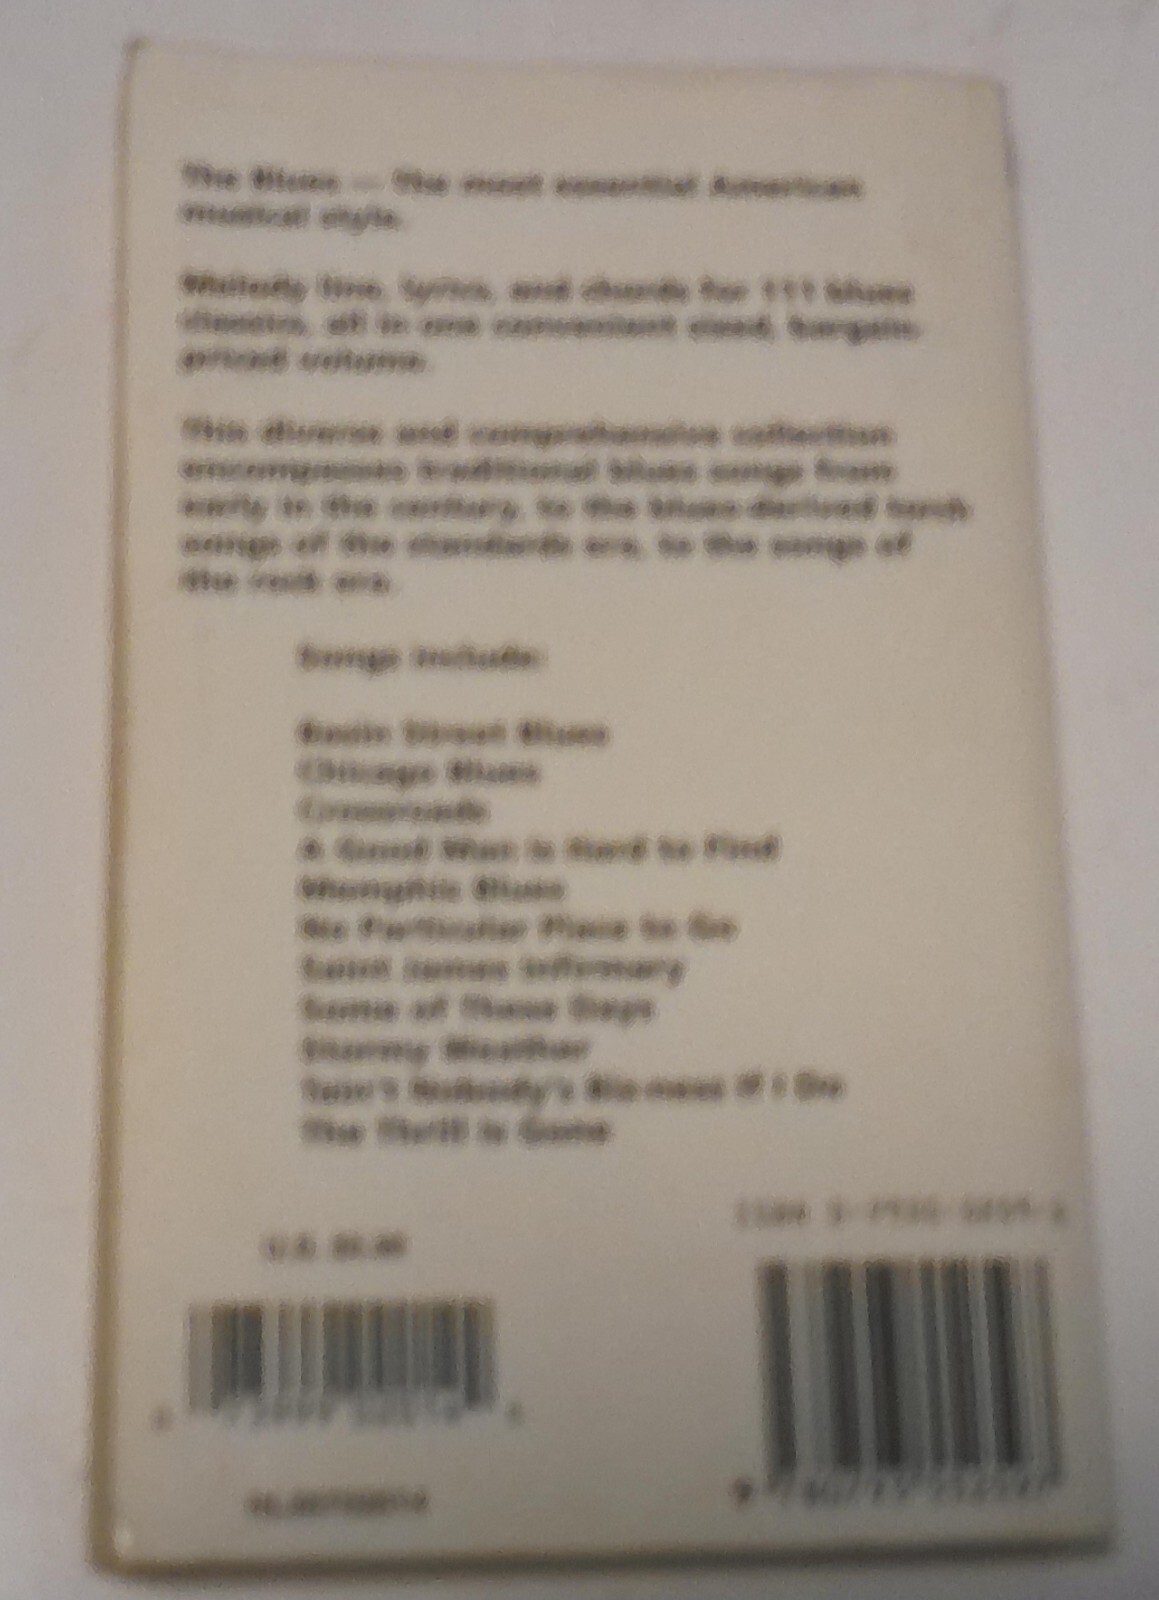 The Blues — The most essential American
musical style.
Melody line, lyrics, and chords for 111 blues
classics, all in one convenient sized, bargain-
priced volume.
This diverse and comprehensive collection
encompasses traditional blues songs from
early in the century, to the blues-derived torch
songs of the standards era, to the songs of
the rock era.
Songs include:
Basin Street Blues
Chicago Blues
Crossroads
A Good Man is Hard to Find
Memphis Blues
No Particular Place to Go
Saint James Infirmary
Some of These Days
Stormy Weather
Tain't Nobody's Biz-ness If I Do
The Thrill is Gone
ISBN
U.S.